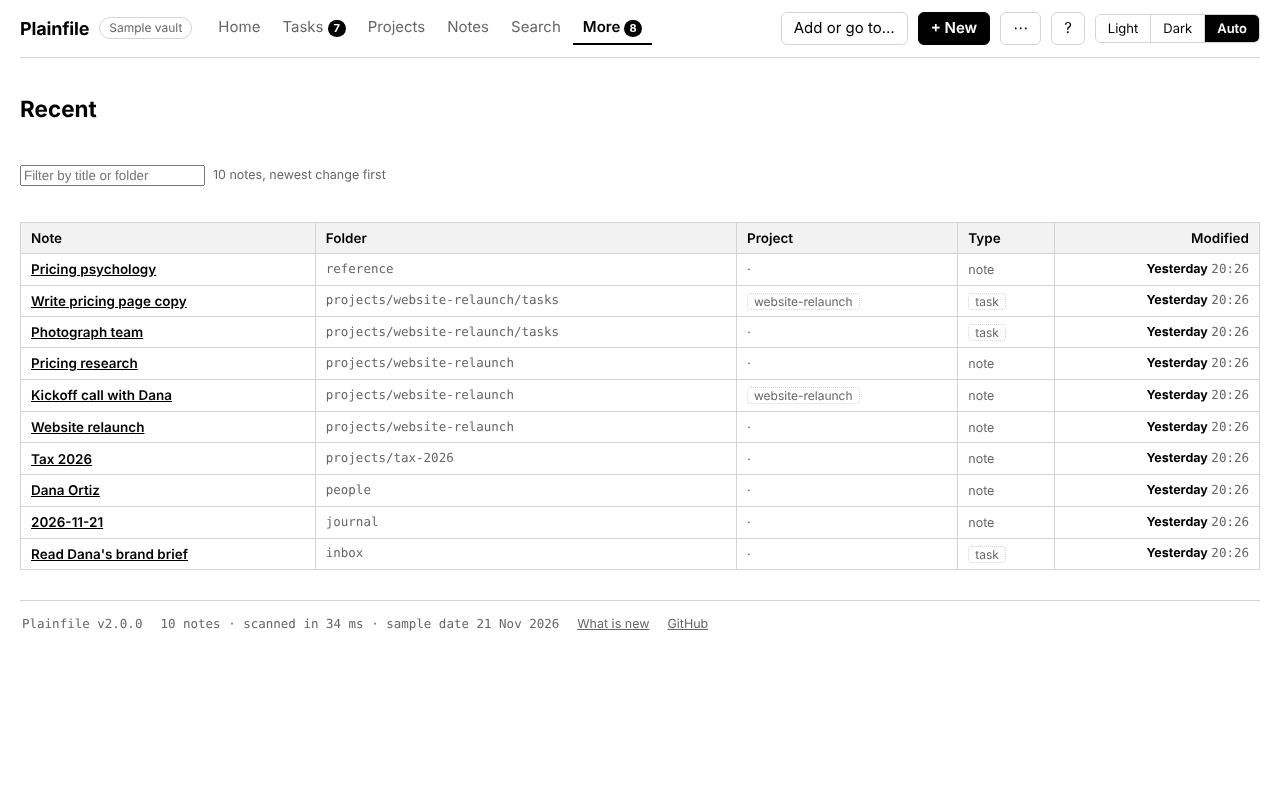 Plainfile Sample vault Home Tasks 7 Projects Notes Search More 8 Add or go to... + New ... ? Light Dark Auto
Recent
Filter by title or folder 10 notes, newest change first
Note Folder Project Type Modified
Pricing psychology reference · note Yesterday 20:26
Write pricing page copy projects/website-relaunch/tasks website-relaunch task Yesterday 20:26
Photograph team projects/website-relaunch/tasks · task Yesterday 20:26
Pricing research projects/website-relaunch · note Yesterday 20:26
Kickoff call with Dana projects/website-relaunch website-relaunch note Yesterday 20:26
Website relaunch projects/website-relaunch · note Yesterday 20:26
Tax 2026 projects/tax-2026 · note Yesterday 20:26
Dana Ortiz people · note Yesterday 20:26
2026-11-21 journal · note Yesterday 20:26
Read Dana's brand brief inbox · task Yesterday 20:26
Plainfile v2.0.0 10 notes · scanned in 34 ms · sample date 21 Nov 2026 What is new GitHub